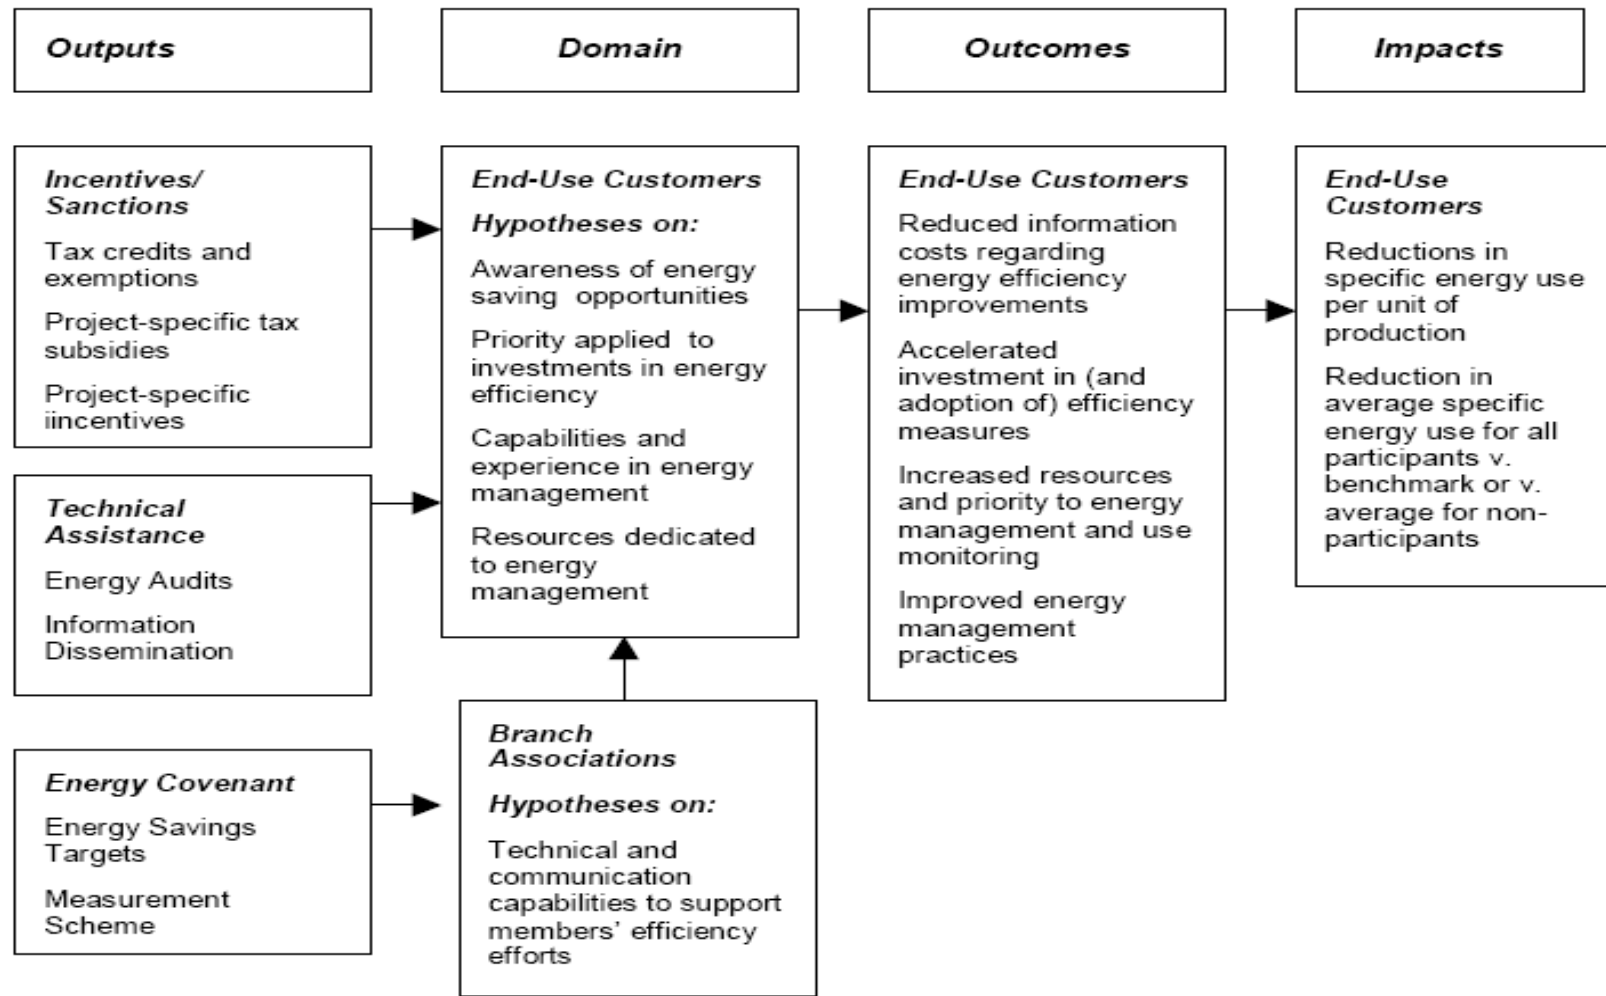 Outputs
Domain
Outcomes
Impacts
Incentives/
Sanctions
Tax credits and
exemptions
Project-specific tax
subsidies
Project-specific
iincentives
Technical
Assistance
Energy Audits
Information
Dissemination
Energy Covenant
Energy Savings
Targets
Measurement
Scheme
End-Use Customers
Hypotheses on:
Awareness of energy
saving opportunities
Priority applied to
investments in energy
efficiency
Capabilities and
experience in energy
management
Resources dedicated
to energy
management
Branch
Associations
Hypotheses on:
Technical and
communication
capabilities to support
members’ efficiency
efforts
End-Use Customers
Reduced information
costs regarding
energy efficiency
improvements
Accelerated
investment in (and
adoption of) efficiency
measures
Increased resources
and priority to energy
management and use
monitoring
Improved energy
management
practices
End-Use
Customers
Reductions in
specific energy use
per unit of
production
Reduction in
average specific
energy use for all
participants v.
benchmark or v.
average for non-
participants